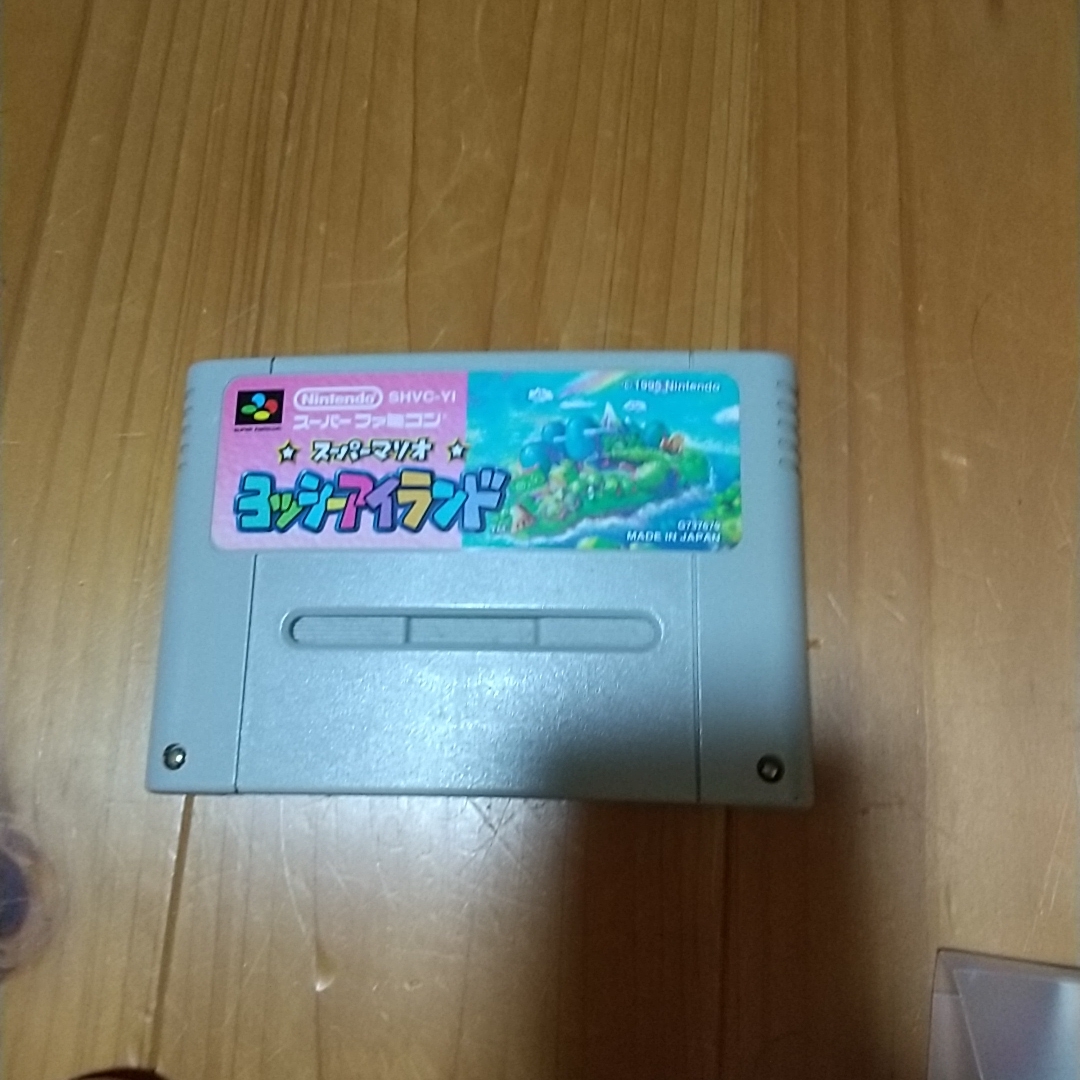 Nintendo SHVC-YI
スーパーファミコン
スーパーマリオ
ヨッシーアイランド
© 1995 Nintendo
MADE IN JAPAN